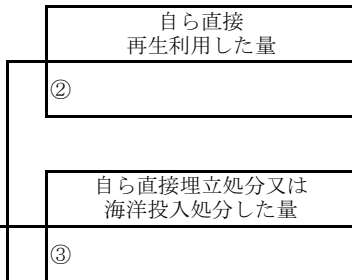 自ら直接
再生利用した量
②
自ら直接埋立処分又は
海洋投入処分した量
③